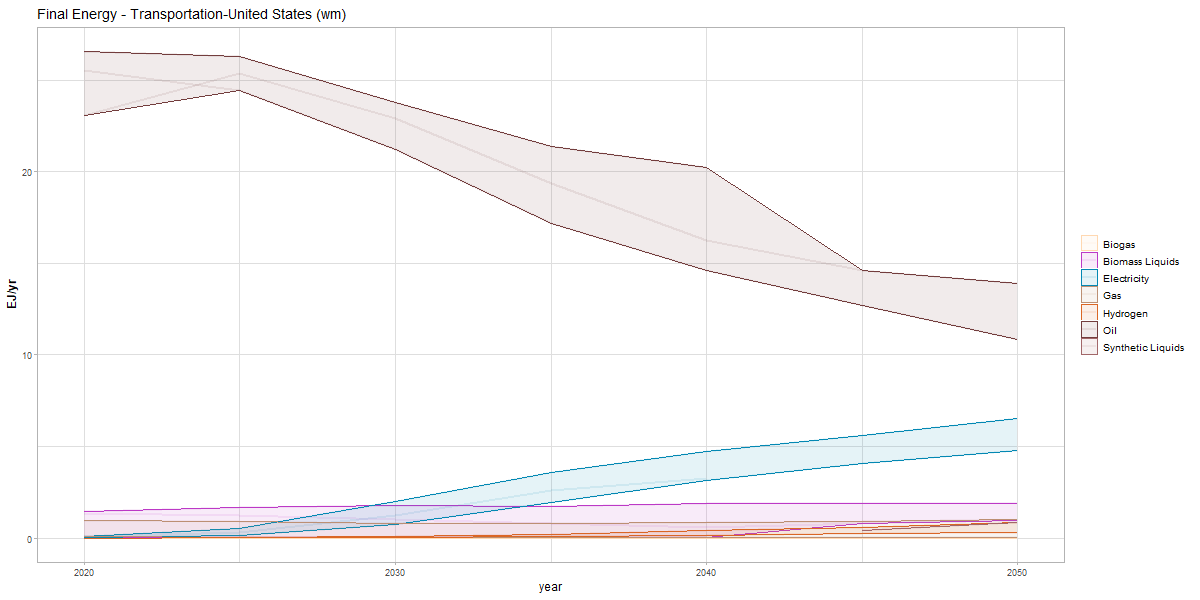 Final Energy - Transportation-United States (wm)
EJ/yr
20
10
0
2020
2030
2040
2050
year
Biogas
Biomass Liquids
Electricity
Gas
Hydrogen
Oil
Synthetic Liquids